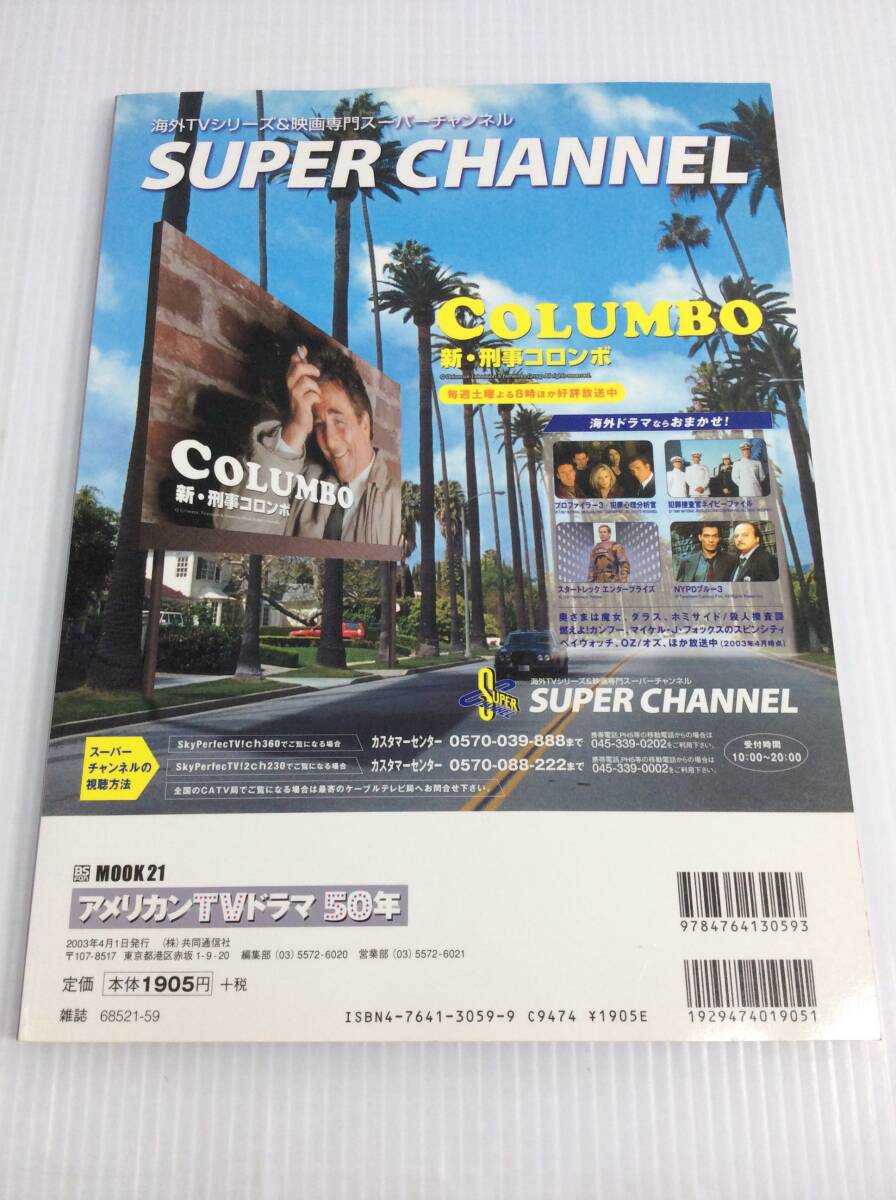 海外TVシリーズ&映画専門スーパーチャンネル
SUPER CHANNEL
COLUMBO
新・刑事コロンボ
毎週土曜よる8時ほか好評放送中
COLUMBO
新・刑事コロンボ
海外ドラマならおまかせ!
プロファイラー3/犯罪心理分析官
犯罪捜査官ネイビーファイル
スタートレック エンタープライズ
NYPDブルー3
奥さまは魔女、ダラス、ホミサイド/殺人捜査課
燃えよ!カンフー、マイケル・J・フォックスのスピンシティ
ベイウォッチ、OZ/オズ、ほか放送中(2003年4月時点)
海外TVシリーズ&映画専門スーパーチャンネル
SUPER
SUPER CHANNEL
スーパー
チャンネルの
視聴方法
SkyPerfecTV!ch360でご覧になる場合
カスタマーセンター 0570-039-888まで
携帯電話,PHS等の移動電話からの場合は
045-339-0202をご利用下さい。
SkyPerfecTV!2ch230でご覧になる場合
カスタマーセンター 0570-088-222まで
携帯電話,PHS等の移動電話からの場合は
045-339-0002をご利用下さい。
受付時間
10:00〜20:00
全国のCATV局でご覧になる場合は最寄のケーブルテレビ局へお問合せ下さい。
BS fan MOOK21
アメリカンTVドラマ 50年
2003年4月1日発行 (株)共同通信社
〒107-8517 東京都港区赤坂1-9-20 編集部(03)5572-6020 営業部(03)5572-6021
定価 本体1905円+税
雑誌 68521-59
9784764130593
ISBN4-7641-3059-9 C9474 ¥1905E
1929474019051